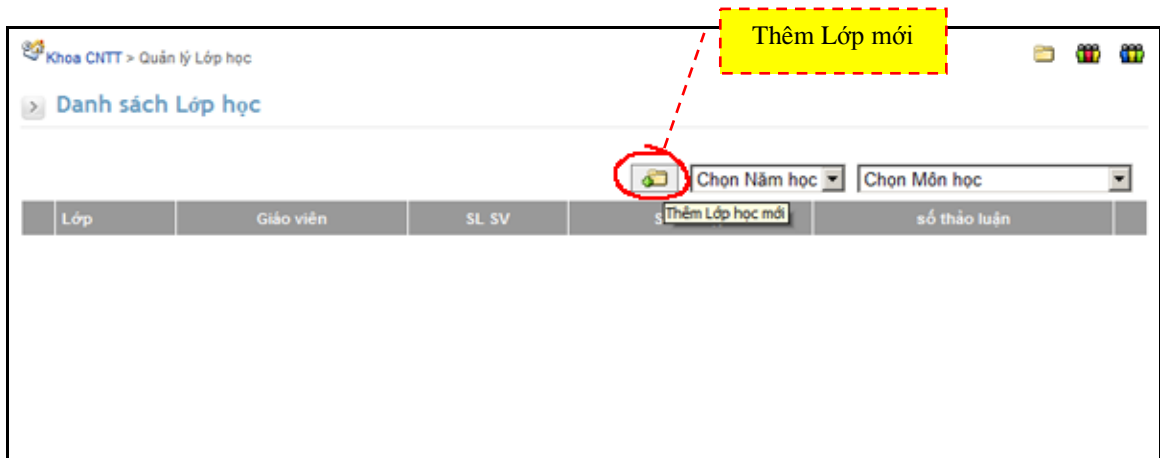 Thêm Lớp mới
Khoa CNTT > Quản lý Lớp học
Danh sách Lớp học
Chọn Năm học Chọn Môn học
Lớp Giáo viên SL SV số thảo luận
Thêm Lớp học mới